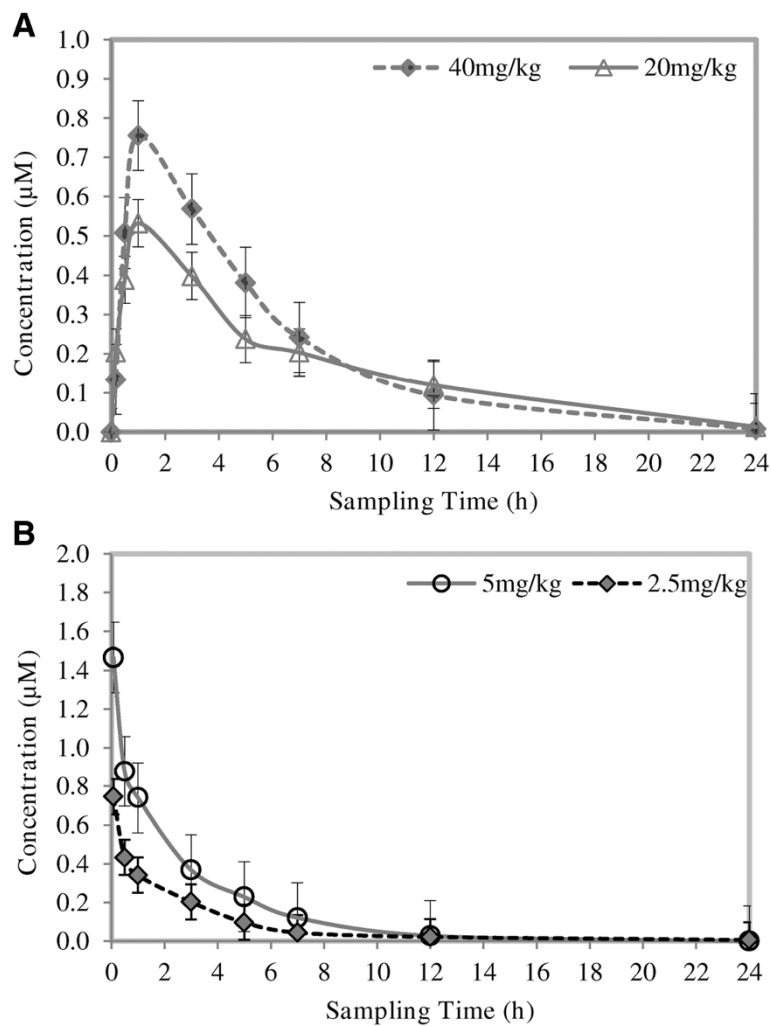 A
1.0
40mg/kg 20mg/kg
0.9
0.8
0.7
0.6
0.5
0.4
0.3
0.2
0.1
0.0
Concentration (µM)
0 2 4 6 8 10 12 14 16 18 20 22 24
Sampling Time (h)
B
2.0
5mg/kg 2.5mg/kg
1.8
1.6
1.4
1.2
1.0
0.8
0.6
0.4
0.2
0.0
Concentration (µM)
0 2 4 6 8 10 12 14 16 18 20 22 24
Sampling Time (h)